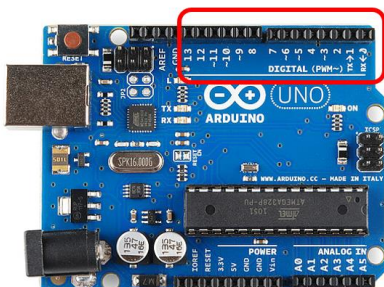 RESET
AREF
GND
13
12
~11
~10
~9
8
7
~6
~5
4
~3
2
TX→1
RX←0
DIGITAL (PWM~)
TX
RX
UNO
ON
ARDUINO
ICSP
SPK16.000G
WWW.ARDUINO.CC - MADE IN ITALY
ATMEGA328P-PU
IOREF
RESET
3.3V
5V
GND
GND
Vin
POWER
ANALOG IN
A0
A1
A2
A3
A4
A5